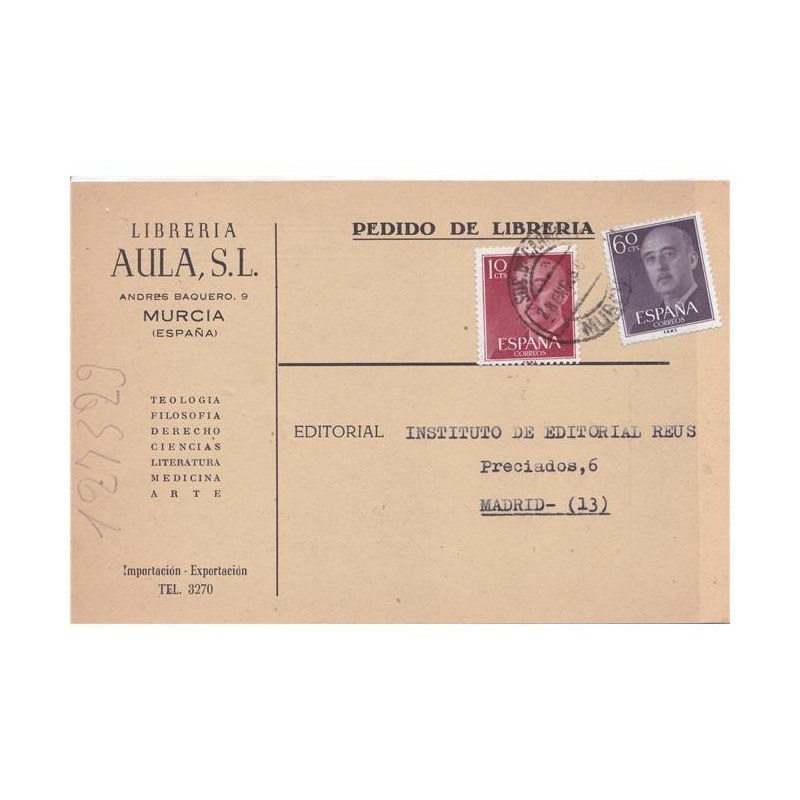 LIBRERIA
AULA, S.L.
ANDRES BAQUERO, 9
MURCIA
(ESPAÑA)
TEOLOGIA
FILOSOFIA
DERECHO
CIENCIAS
LITERATURA
MEDICINA
ARTE
Importación - Exportación
TEL. 3270
127329
PEDIDO DE LIBRERIA
10
CTS
ESPAÑA
CORREOS
60
CTS
ESPAÑA
CORREOS
EDITORIAL INSTITUTO DE EDITORIAL REUS
Preciados,6
MADRID- (13)